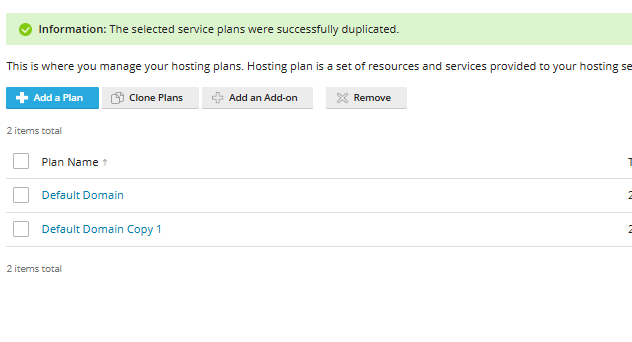 Information: The selected service plans were successfully duplicated.
This is where you manage your hosting plans. Hosting plan is a set of resources and services provided to your hosting se
Add a Plan Clone Plans Add an Add-on Remove
2 items total
Plan Name ↑
Default Domain 2
Default Domain Copy 1 2
2 items total